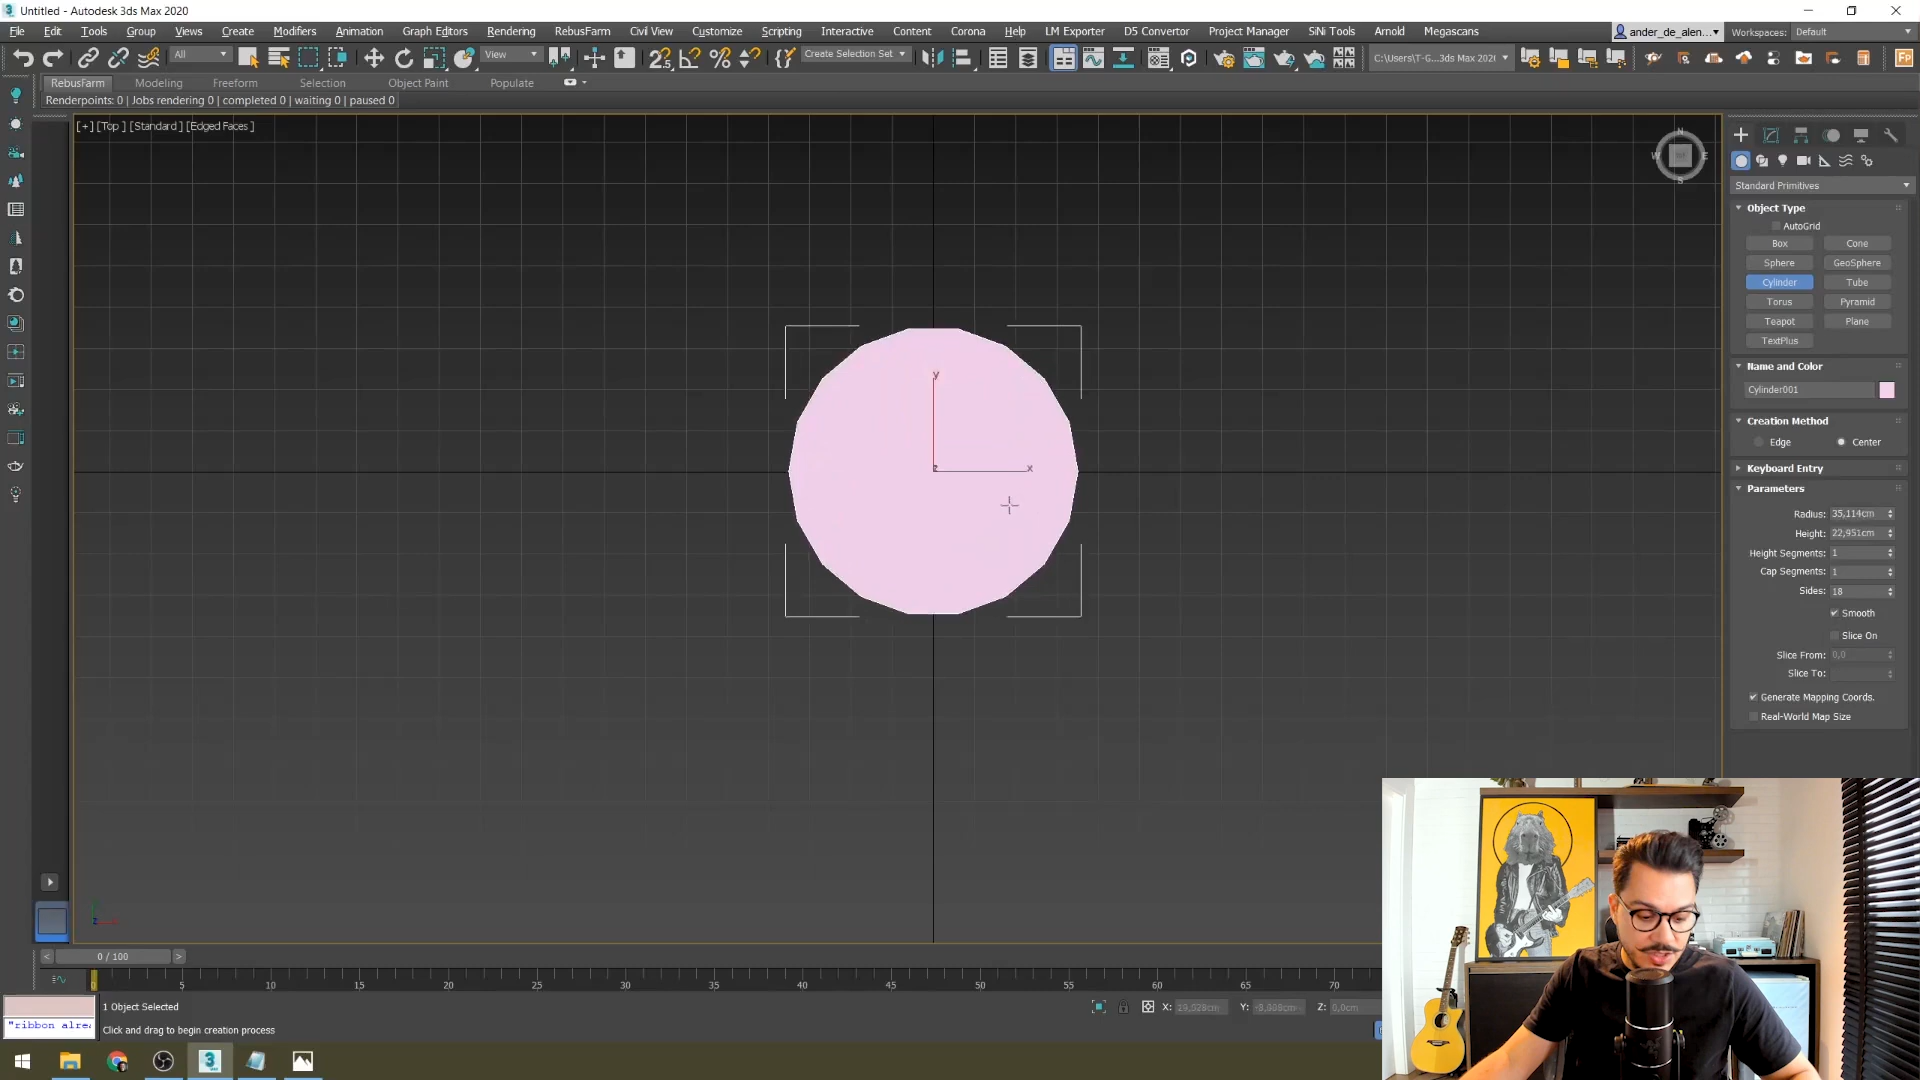 Untitled - Autodesk 3ds Max 2020
File Edit Tools Group Views Create Modifiers Animation Graph Editors Rendering RebusFarm Civil View Customize Scripting Interactive Content Corona Help LM Exporter D5 Convertor Project Manager SiNi Tools Arnold Megascans
ander_de_alen... Workspaces: Default
All View Create Selection Set C:\Users\T-G...3ds Max 202
RebusFarm Modeling Freeform Selection Object Paint Populate
Renderpoints: 0 | Jobs rendering 0 | completed 0 | waiting 0 | paused 0
[+] [Top ] [Standard ] [Edged Faces ]
N
W E
S
y
z x
Standard Primitives
Object Type
AutoGrid
Box Cone
Sphere GeoSphere
Cylinder Tube
Torus Pyramid
Teapot Plane
TextPlus
Name and Color
Cylinder001
Creation Method
Edge Center
Keyboard Entry
Parameters
Radius: 35,114cm
Height: 22,951cm
Height Segments: 1
Cap Segments: 1
Sides: 18
Smooth
Slice On
Slice From: 0,0
Slice To:
Generate Mapping Coords.
Real-World Map Size
< 0 / 100 >
0 5 10 15 20 25 30 35 40 45 50 55 60 65 70
1 Object Selected
X: 19,528cm Y: -8,808cm Z: 0,0cm
"ribbon alre
Click and drag to begin creation process